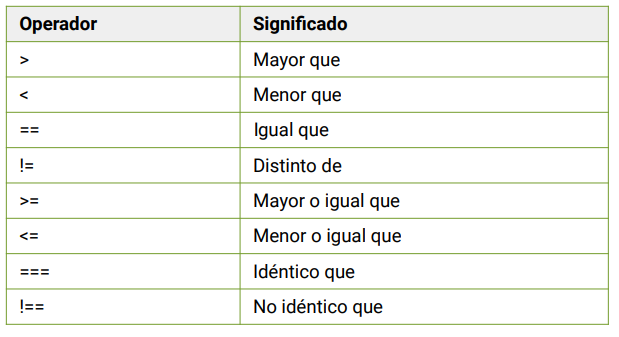 Operador Significado
> Mayor que
< Menor que
== Igual que
!= Distinto de
>= Mayor o igual que
<= Menor o igual que
=== Idéntico que
!== No idéntico que